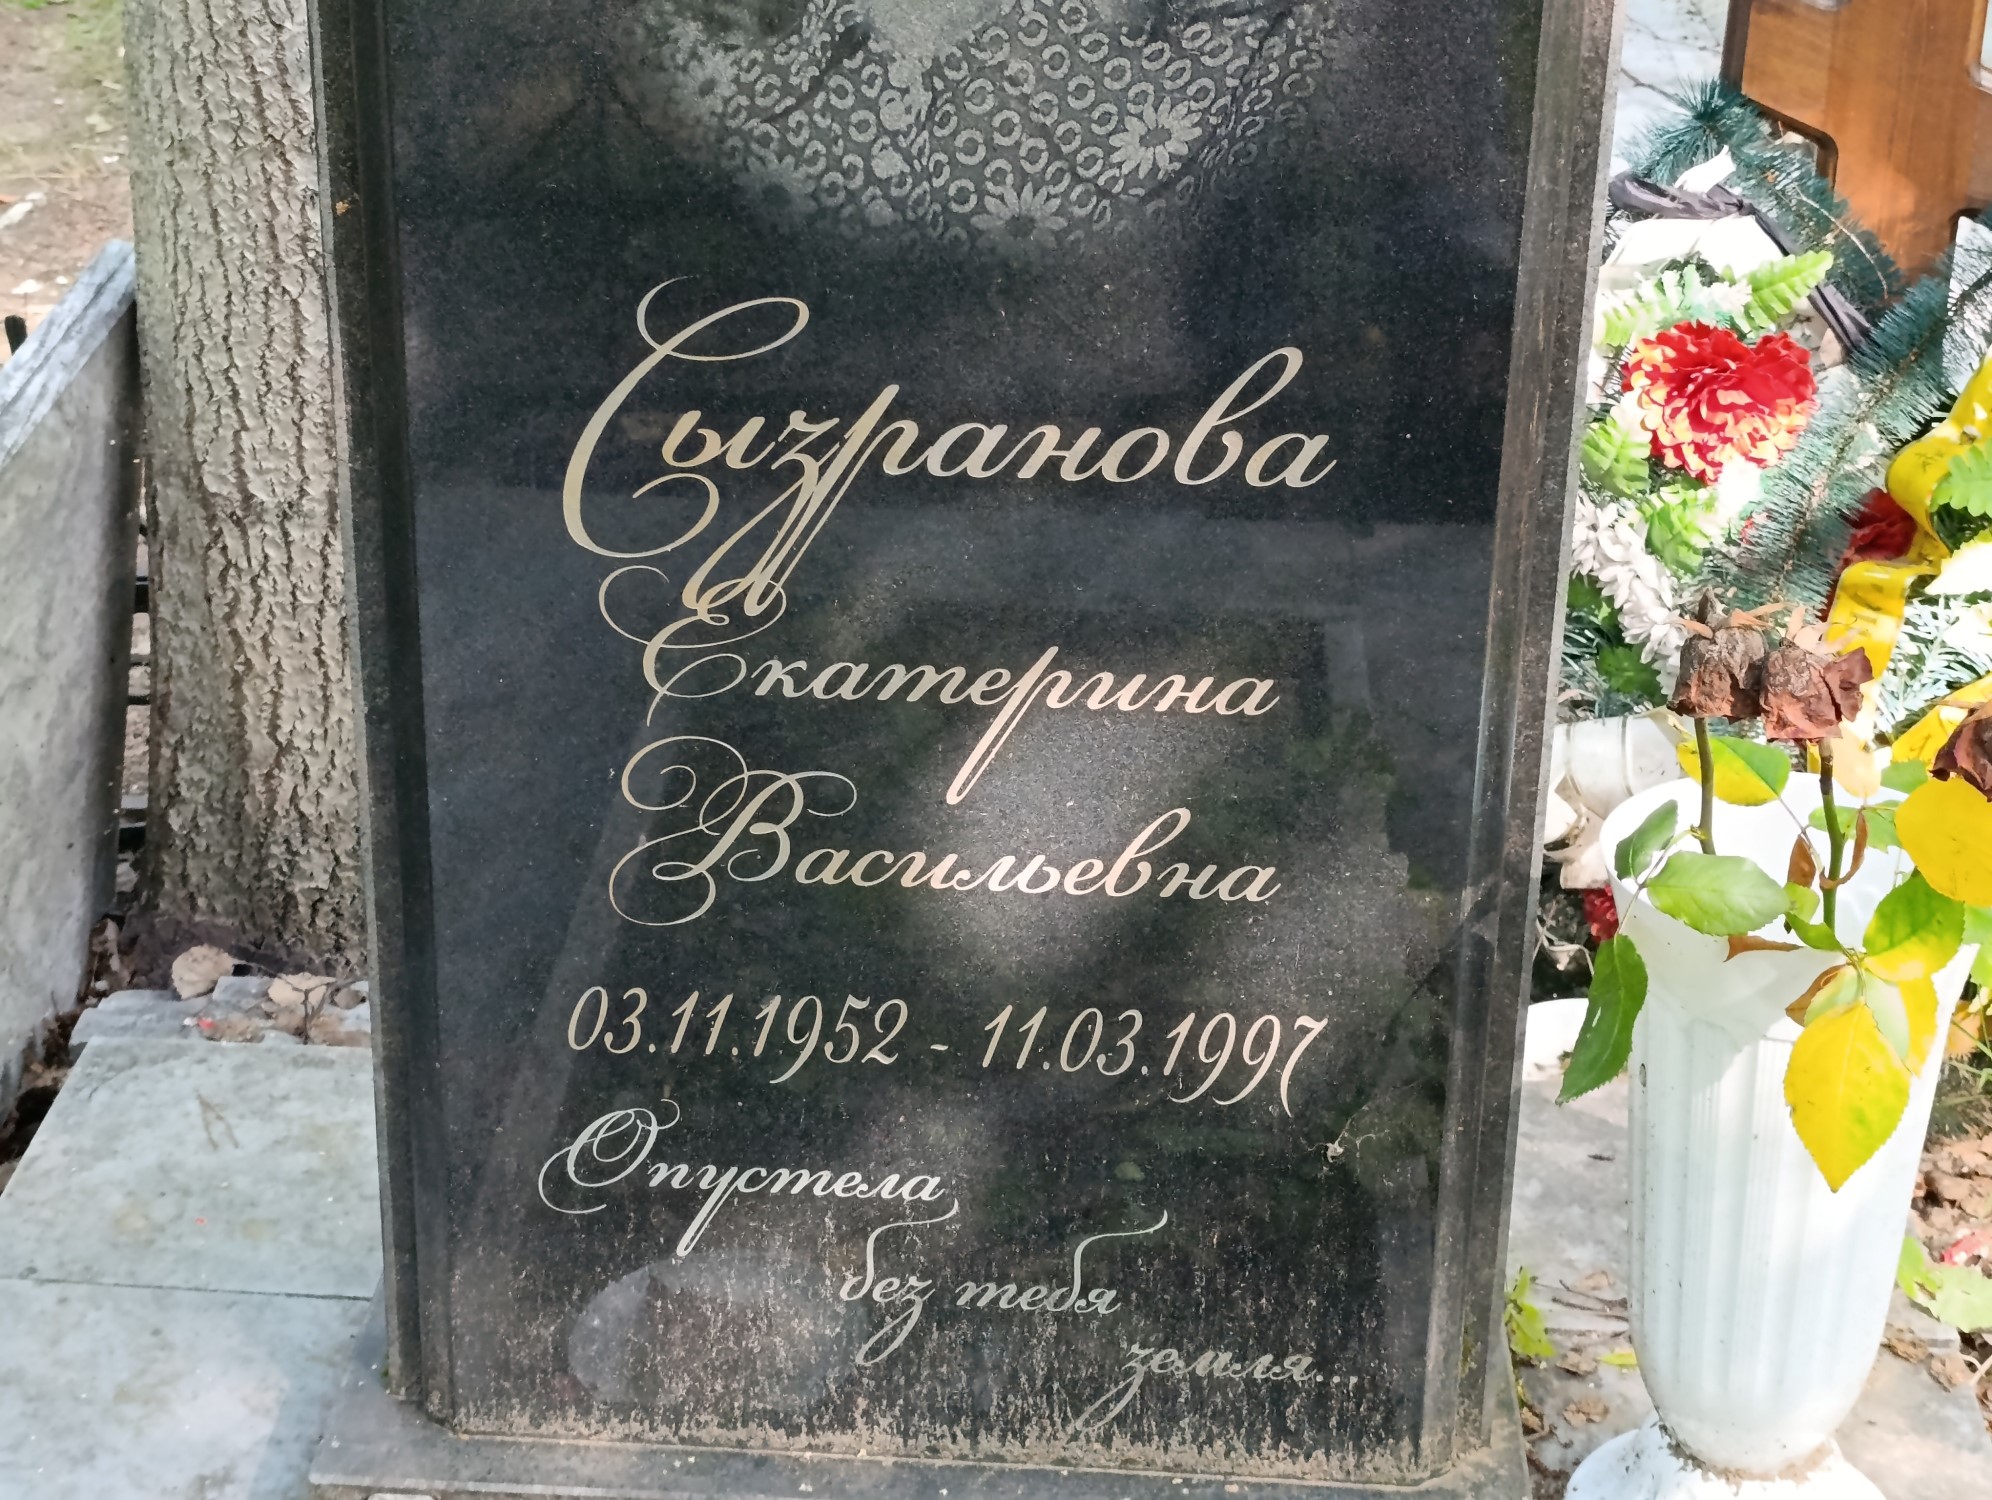 Сызранова
Екатерина
Васильевна
03.11.1952 - 11.03.1997
Опустела
без тебя
земля...